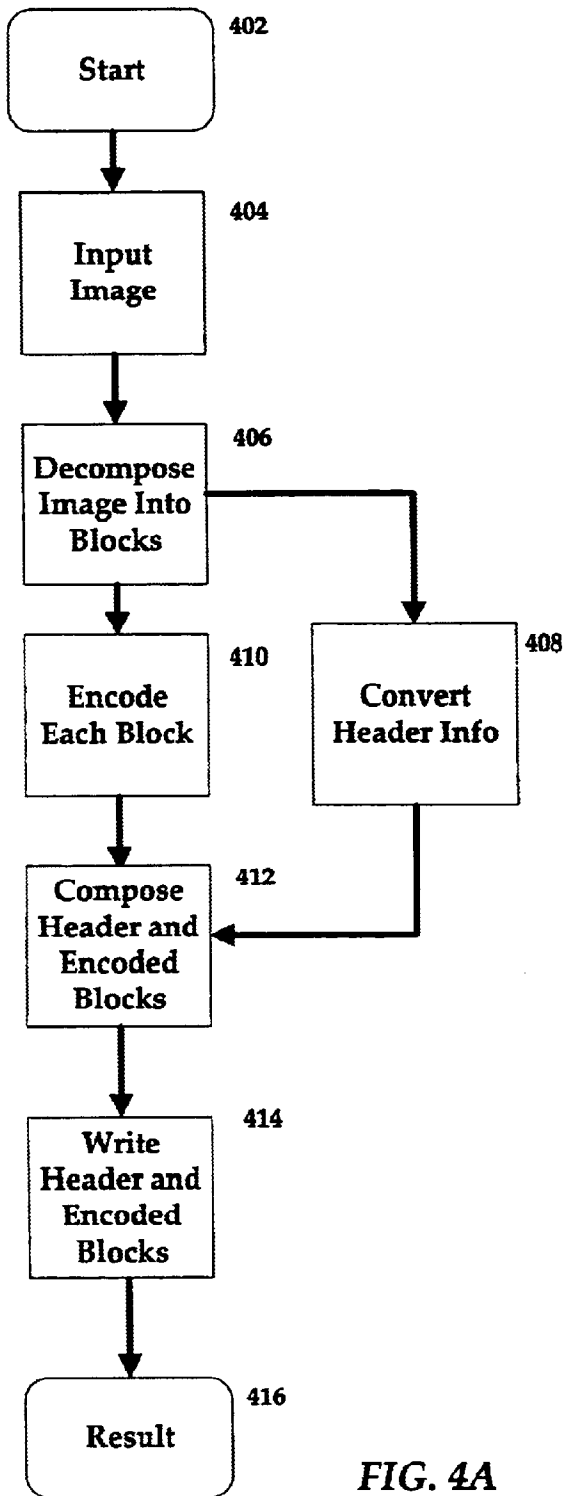 402
Start
404
Input
Image
406
Decompose
Image Into
Blocks
410
Encode
Each Block
408
Convert
Header Info
412
Compose
Header and
Encoded
Blocks
414
Write
Header and
Encoded
Blocks
416
Result
FIG. 4A